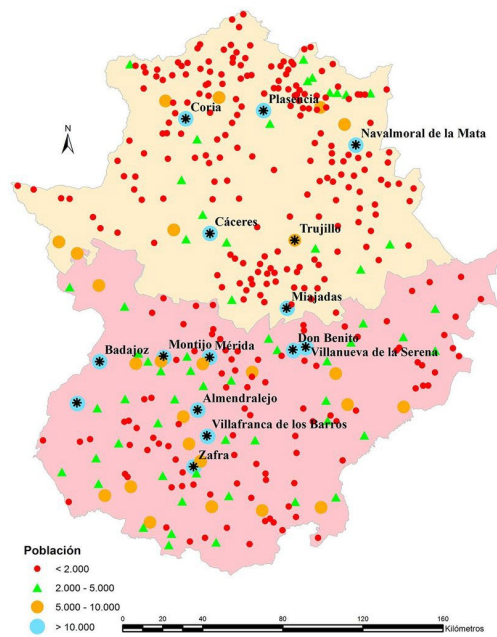 Coria
Plasencia
Navalmoral de la Mata
N
Cáceres
Trujillo
Miajadas
Don Benito
Badajoz
Montijo
Mérida
Villanueva de la Serena
Almendralejo
Villafranca de los Barros
Zafra
Población
< 2.000
2.000 - 5.000
5.000 - 10.000
> 10.000
0 20 40 80 120 160
Kilómetros